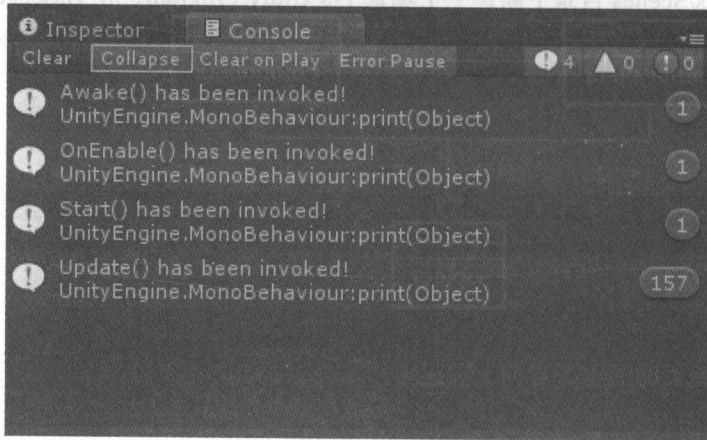 Inspector
Console
Clear Collapse Clear on Play Error Pause 4 0 0
Awake() has been invoked!
UnityEngine.MonoBehaviour:print(Object)
1
OnEnable() has been invoked!
UnityEngine.MonoBehaviour:print(Object)
1
Start() has been invoked!
UnityEngine.MonoBehaviour:print(Object)
1
Update() has been invoked!
UnityEngine.MonoBehaviour:print(Object)
157